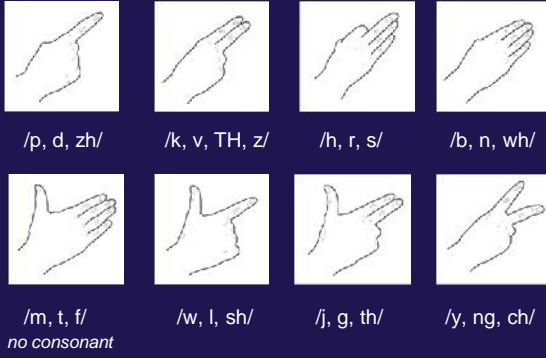 /p, d, zh/
/k, v, TH, z/
/h, r, s/
/b, n, wh/
/m, t, f/
no consonant
/w, l, sh/
/j, g, th/
/y, ng, ch/